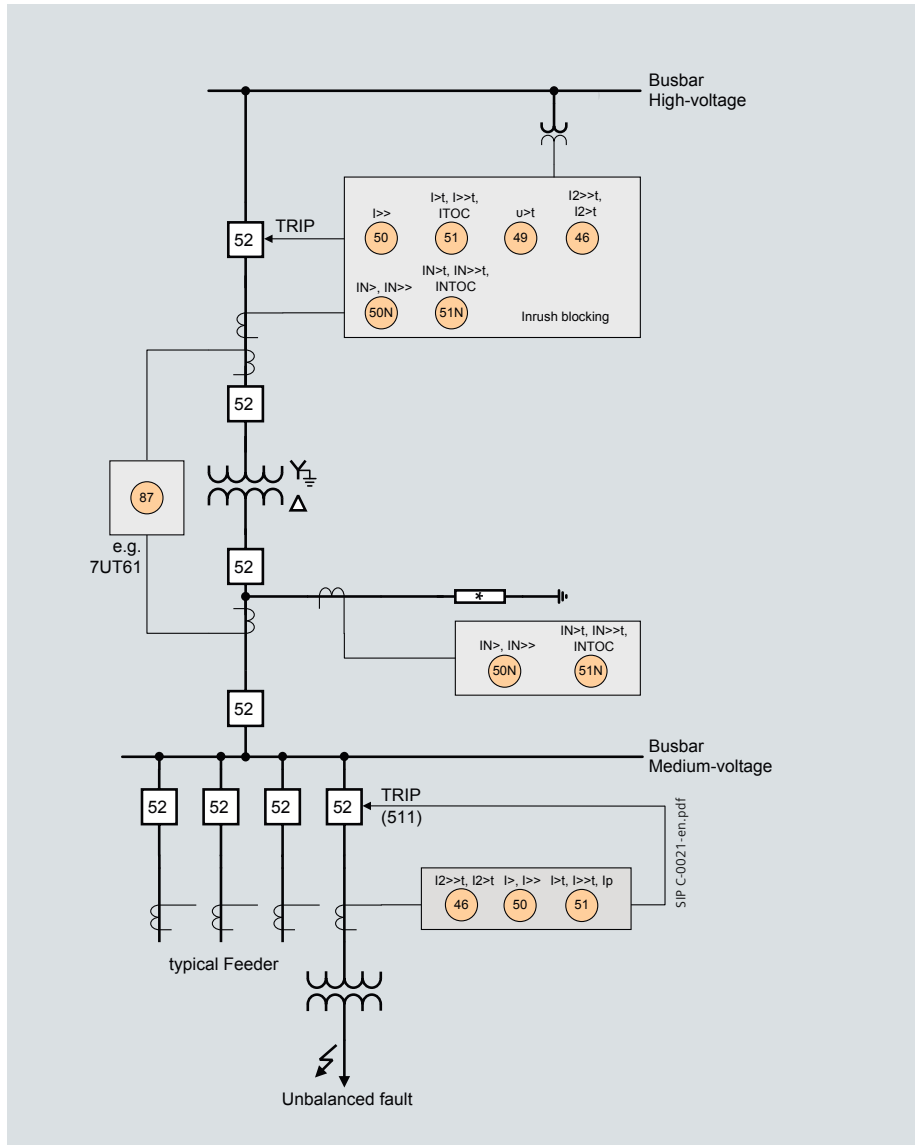 Busbar
High-voltage
I>>
I>t, I>>t,
ITOC
υ>t
I2>>t,
I2>t
50
51
49
46
52
TRIP
IN>, IN>>
IN>t, IN>>t,
INTOC
50N
51N
Inrush blocking
52
87
e.g.
7UT61
52
*
IN>, IN>>
IN>t, IN>>t,
INTOC
50N
51N
52
Busbar
Medium-voltage
52
52
52
52
TRIP
(511)
SIP C-0021-en.pdf
I2>>t, I2>t
I>, I>>
I>t, I>>t, Ip
46
50
51
typical Feeder
Unbalanced fault